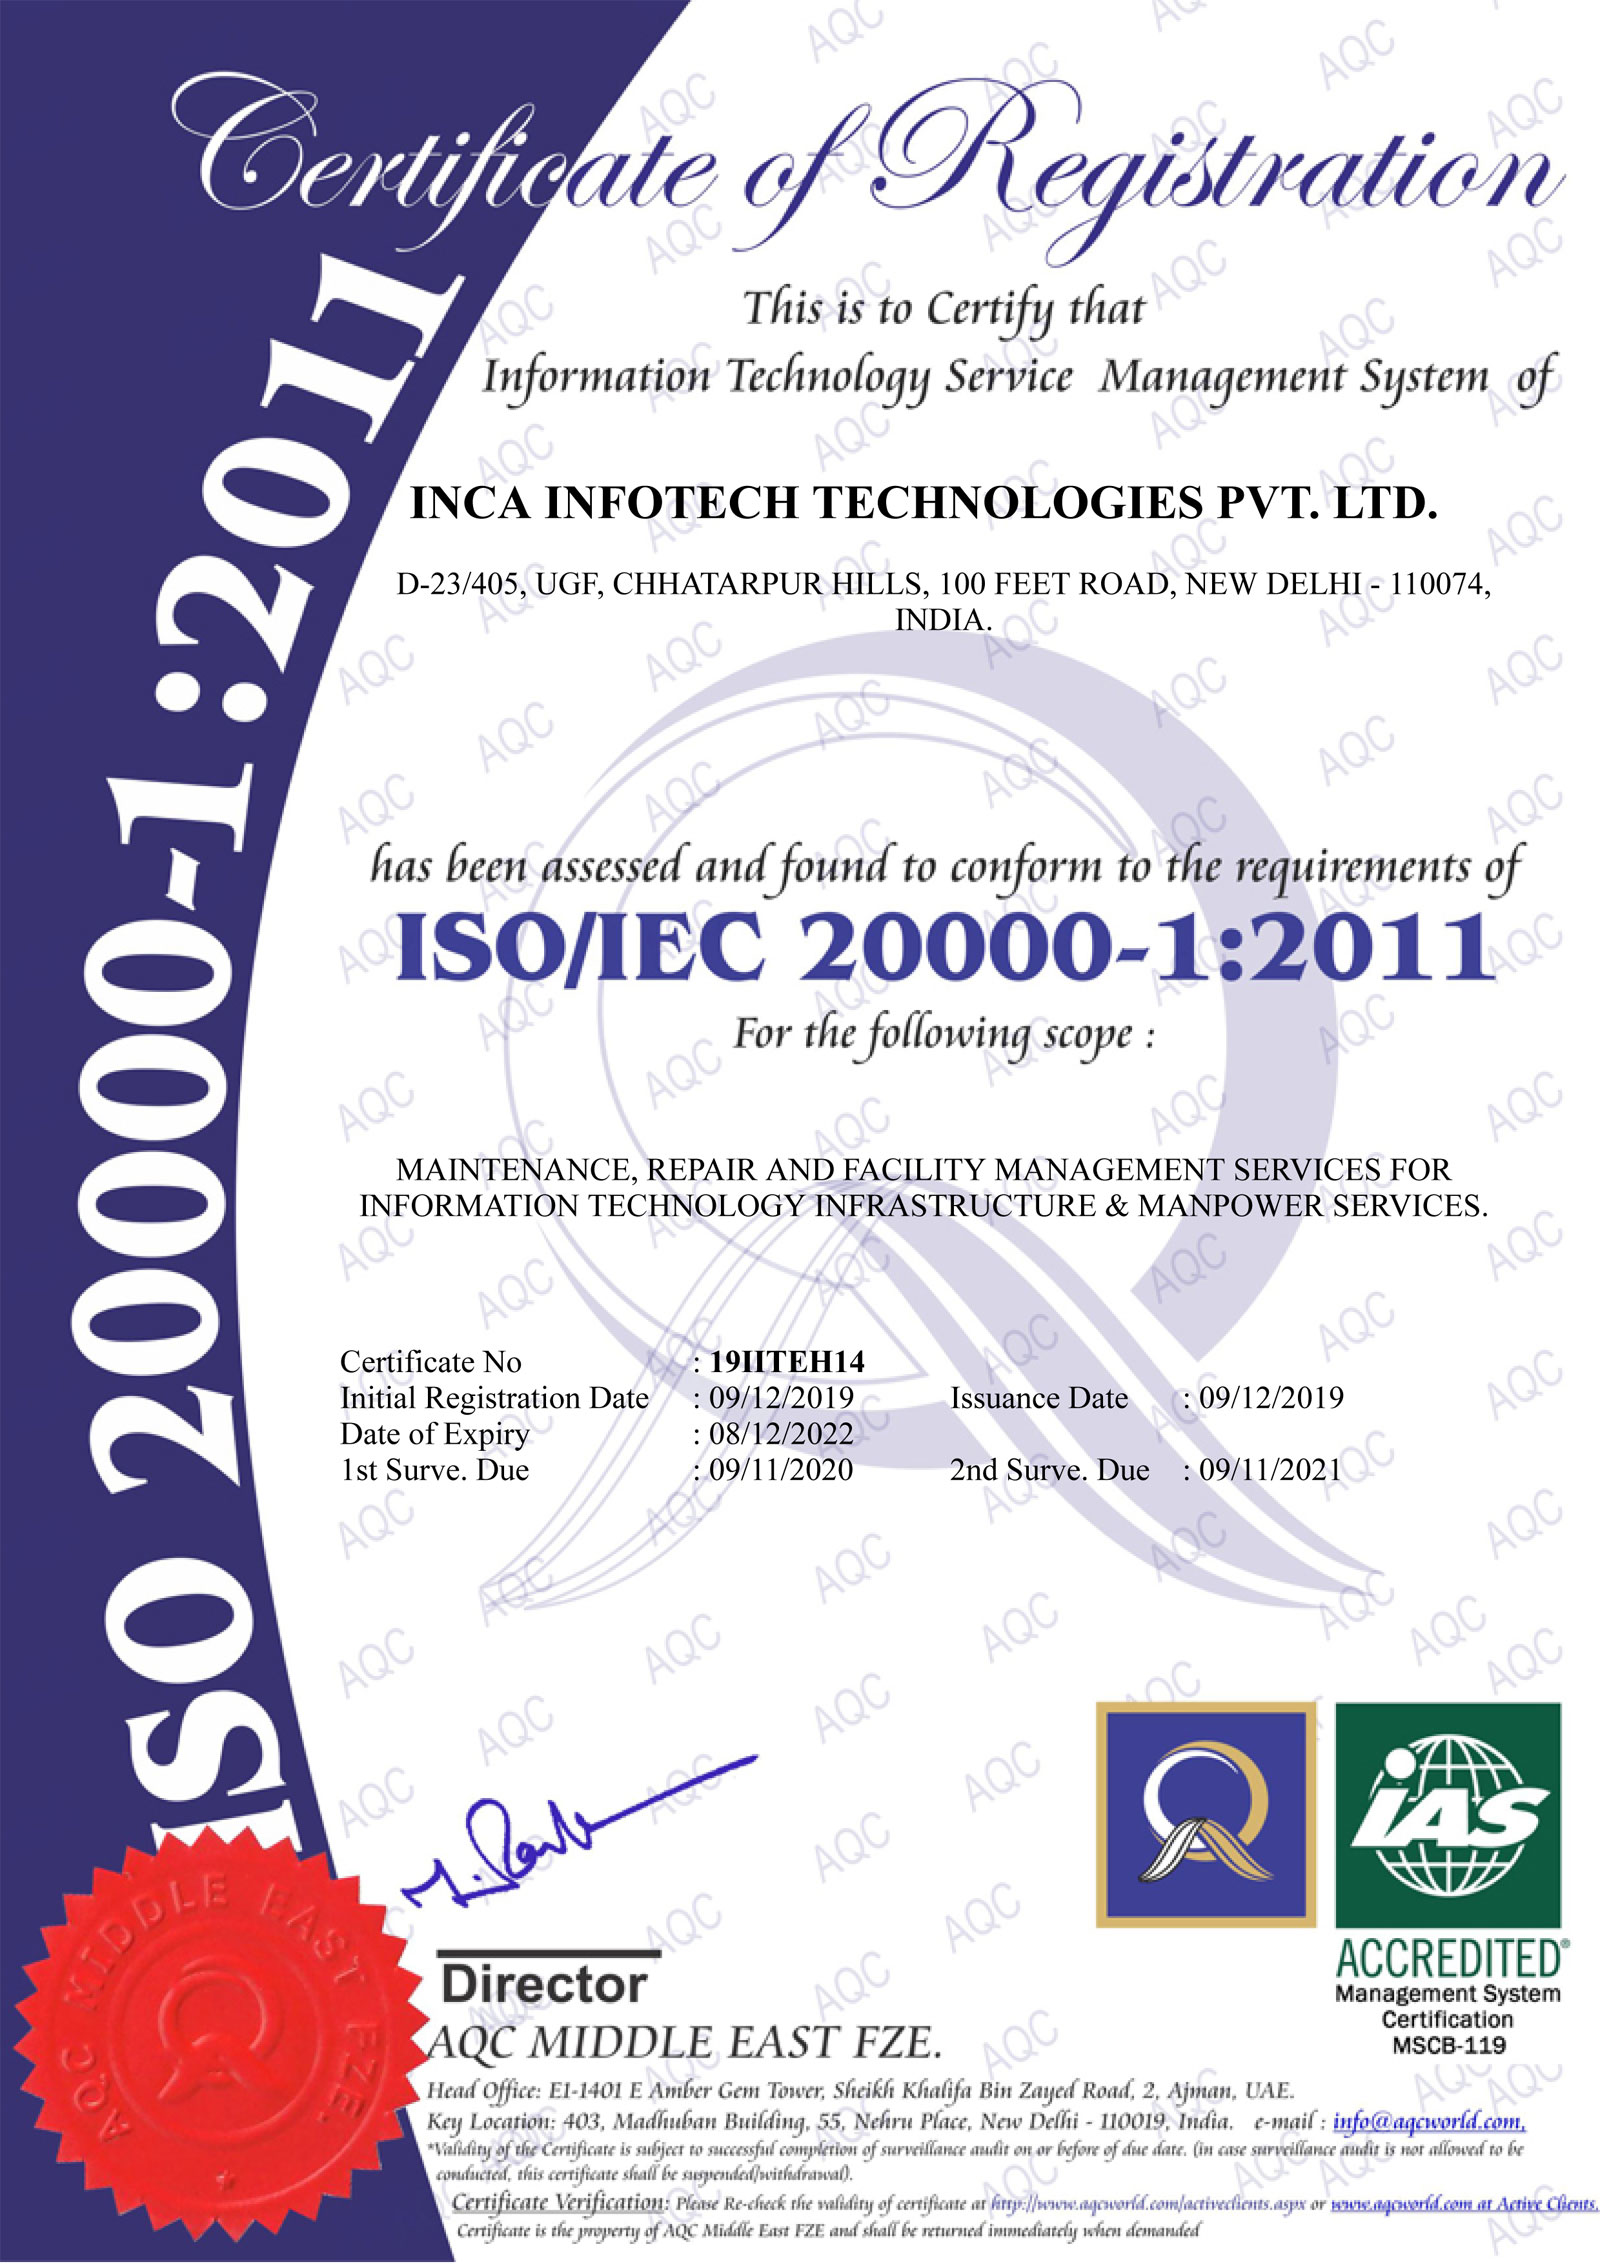 Certificate of Registration
This is to Certify that
Information Technology Service Management System of
INCA INFOTECH TECHNOLOGIES PVT. LTD.
D-23/405, UGF, CHHATARPUR HILLS, 100 FEET ROAD, NEW DELHI - 110074,
INDIA.
has been assessed and found to conform to the requirements of
ISO/IEC 20000-1:2011
For the following scope :
MAINTENANCE, REPAIR AND FACILITY MANAGEMENT SERVICES FOR
INFORMATION TECHNOLOGY INFRASTRUCTURE & MANPOWER SERVICES.
Certificate No : 19IITEH14
Initial Registration Date : 09/12/2019 Issuance Date : 09/12/2019
Date of Expiry : 08/12/2022
1st Surve. Due : 09/11/2020 2nd Surve. Due : 09/11/2021
ISO 20000-1:2011
AQC MIDDLE EAST FZE.
iAS
ACCREDITED®
Management System
Certification
MSCB-119
Director
AQC MIDDLE EAST FZE.
Head Office: E1-1401 E Amber Gem Tower, Sheikh Khalifa Bin Zayed Road, 2, Ajman, UAE.
Key Location: 403, Madhuban Building, 55, Nehru Place, New Delhi - 110019, India. e-mail : info@aqcworld.com,
*Validity of the Certificate is subject to successful completion of surveillance audit on or before of due date. (in case surveillance audit is not allowed to be
conducted, this certificate shall be suspended/withdrawal).
Certificate Verification: Please Re-check the validity of certificate at http://www.aqcworld.com/activeclients.aspx or www.aqcworld.com at Active Clients.
Certificate is the property of AQC Middle East FZE and shall be returned immediately when demanded